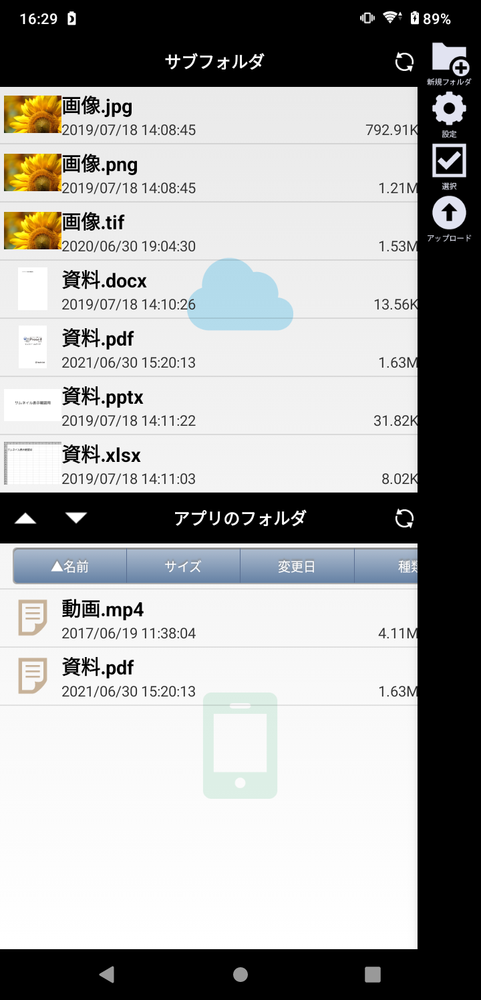 16:29
89%
サブフォルダ
新規フォルダ
設定
選択
アップロード
画像.jpg
2019/07/18 14:08:45 792.91K
画像.png
2019/07/18 14:08:45 1.21M
画像.tif
2020/06/30 19:04:30 1.53M
資料.docx
2019/07/18 14:10:26 13.56K
資料.pdf
2021/06/30 15:20:13 1.63M
サムネイル表示確認用
資料.pptx
2019/07/18 14:11:22 31.82K
資料.xlsx
2019/07/18 14:11:03 8.02K
アプリのフォルダ
▲名前 サイズ 変更日 種類
動画.mp4
2017/06/19 11:38:04 4.11M
資料.pdf
2021/06/30 15:20:13 1.63M